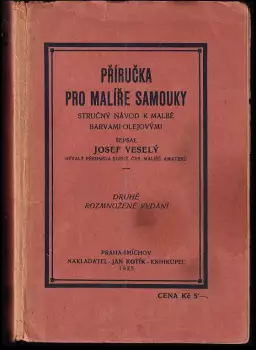 PŘÍRUČKA
PRO MALÍŘE SAMOUKY
STRUČNÝ NÁVOD K MALBĚ
BARVAMI OLEJOVÝMI
SEPSAL
JOSEF VESELÝ
DRUHÉ
ROZMNOŽENÉ VYDÁNÍ
PRAHA-SMÍCHOV
NAKLADATEL - JAN KOTÍK - KNIHKUPEC
CENA Kč 5'—.